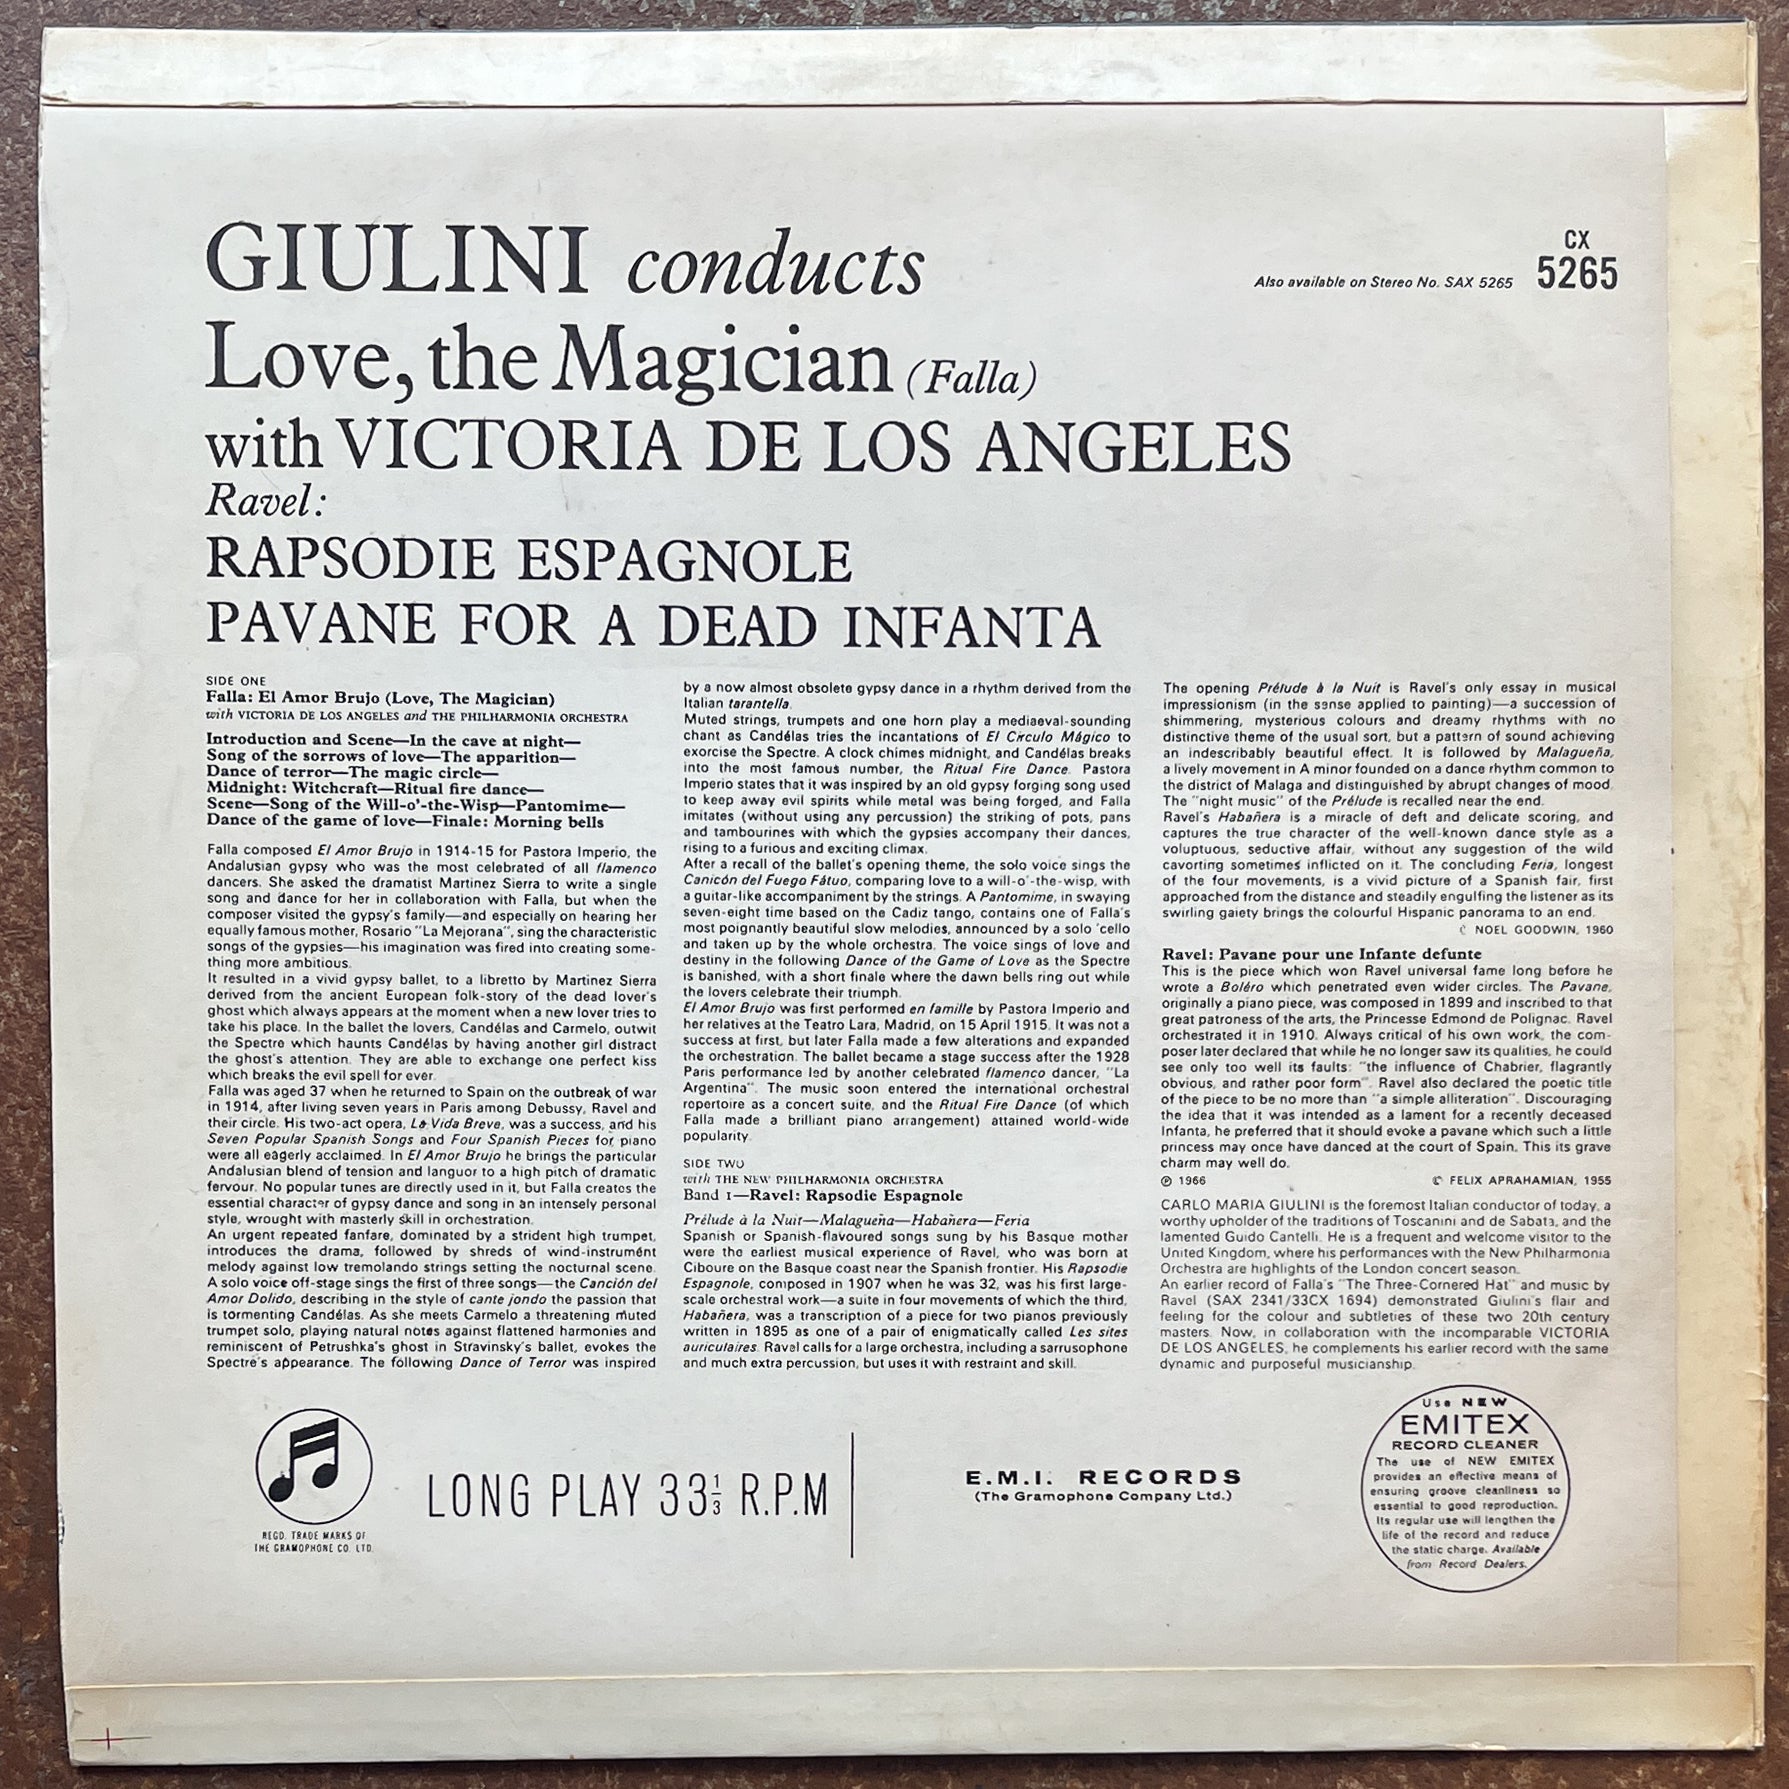 GIULINI conducts
CX
5265
Also available on Stereo No. SAX 5265
Love, the Magician (Falla)
with VICTORIA DE LOS ANGELES
Ravel:
RAPSODIE ESPAGNOLE
PAVANE FOR A DEAD INFANTA
SIDE ONE
Falla: El Amor Brujo (Love, The Magician)
with VICTORIA DE LOS ANGELES and THE PHILHARMONIA ORCHESTRA
Introduction and Scene—In the cave at night—
Song of the sorrows of love—The apparition—
Dance of terror—The magic circle—
Midnight: Witchcraft—Ritual fire dance—
Scene—Song of the Will-o'-the-Wisp—Pantomime—
Dance of the game of love—Finale: Morning bells
Falla composed El Amor Brujo in 1914-15 for Pastora Imperio, the
Andalusian gypsy who was the most celebrated of all flamenco
dancers. She asked the dramatist Martinez Sierra to write a single
song and dance for her in collaboration with Falla, but when the
composer visited the gypsy's family—and especially on hearing her
equally famous mother, Rosario "La Mejorana", sing the characteristic
songs of the gypsies—his imagination was fired into creating some-
thing more ambitious.
It resulted in a vivid gypsy ballet, to a libretto by Martinez Sierra
derived from the ancient European folk-story of the dead lover's
ghost which always appears at the moment when a new lover tries to
take his place. In the ballet the lovers, Candélas and Carmelo, outwit
the Spectre which haunts Candélas by having another girl distract
the ghost's attention. They are able to exchange one perfect kiss
which breaks the evil spell for ever.
Falla was aged 37 when he returned to Spain on the outbreak of war
in 1914, after living seven years in Paris among Debussy, Ravel and
their circle. His two-act opera, La Vida Breve, was a success, and his
Seven Popular Spanish Songs and Four Spanish Pieces for piano
were all eagerly acclaimed. In El Amor Brujo he brings the particular
Andalusian blend of tension and languor to a high pitch of dramatic
fervour. No popular tunes are directly used in it, but Falla creates the
essential character of gypsy dance and song in an intensely personal
style, wrought with masterly skill in orchestration.
An urgent repeated fanfare, dominated by a strident high trumpet,
introduces the drama, followed by shreds of wind-instrument
melody against low tremolando strings setting the nocturnal scene.
A solo voice off-stage sings the first of three songs—the Canción del
Amor Dolido, describing in the style of cante jondo the passion that
is tormenting Candélas. As she meets Carmelo a threatening muted
trumpet solo, playing natural notes against flattened harmonies and
reminiscent of Petrushka's ghost in Stravinsky's ballet, evokes the
Spectre's appearance. The following Dance of Terror was inspired
by a now almost obsolete gypsy dance in a rhythm derived from the
Italian tarantella.
Muted strings, trumpets and one horn play a mediaeval-sounding
chant as Candélas tries the incantations of El Circulo Mágico to
exorcise the Spectre. A clock chimes midnight, and Candélas breaks
into the most famous number, the Ritual Fire Dance. Pastora
Imperio states that it was inspired by an old gypsy forging song used
to keep away evil spirits while metal was being forged, and Falla
imitates (without using any percussion) the striking of pots, pans
and tambourines with which the gypsies accompany their dances,
rising to a furious and exciting climax.
After a recall of the ballet's opening theme, the solo voice sings the
Canicón del Fuego Fátuo, comparing love to a will-o'-the-wisp, with
a guitar-like accompaniment by the strings. A Pantomime, in swaying
seven-eight time based on the Cadiz tango, contains one of Falla's
most poignantly beautiful slow melodies, announced by a solo 'cello
and taken up by the whole orchestra. The voice sings of love and
destiny in the following Dance of the Game of Love as the Spectre
is banished, with a short finale where the dawn bells ring out while
the lovers celebrate their triumph.
El Amor Brujo was first performed en famille by Pastora Imperio and
her relatives at the Teatro Lara, Madrid, on 15 April 1915. It was not a
success at first, but later Falla made a few alterations and expanded
the orchestration. The ballet became a stage success after the 1928
Paris performance led by another celebrated flamenco dancer, "La
Argentina". The music soon entered the international orchestral
repertoire as a concert suite, and the Ritual Fire Dance (of which
Falla made a brilliant piano arrangement) attained world-wide
popularity.
SIDE TWO
with THE NEW PHILHARMONIA ORCHESTRA
Band 1—Ravel: Rapsodie Espagnole
Prélude à la Nuit—Malagueña—Habañera—Feria
Spanish or Spanish-flavoured songs sung by his Basque mother
were the earliest musical experience of Ravel, who was born at
Ciboure on the Basque coast near the Spanish frontier. His Rapsodie
Espagnole, composed in 1907 when he was 32, was his first large-
scale orchestral work—a suite in four movements of which the third,
Habañera, was a transcription of a piece for two pianos previously
written in 1895 as one of a pair of enigmatically called Les sites
auriculaires. Ravel calls for a large orchestra, including a sarrusophone
and much extra percussion, but uses it with restraint and skill.
The opening Prélude à la Nuit is Ravel's only essay in musical
impressionism (in the sense applied to painting)—a succession of
shimmering, mysterious colours and dreamy rhythms with no
distinctive theme of the usual sort, but a pattern of sound achieving
an indescribably beautiful effect. It is followed by Malagueña,
a lively movement in A minor founded on a dance rhythm common to
the district of Malaga and distinguished by abrupt changes of mood.
The "night music" of the Prélude is recalled near the end.
Ravel's Habañera is a miracle of deft and delicate scoring, and
captures the true character of the well-known dance style as a
voluptuous, seductive affair, without any suggestion of the wild
cavorting sometimes inflicted on it. The concluding Feria, longest
of the four movements, is a vivid picture of a Spanish fair, first
approached from the distance and steadily engulfing the listener as its
swirling gaiety brings the colourful Hispanic panorama to an end.
© NOEL GOODWIN, 1960
Ravel: Pavane pour une Infante defunte
This is the piece which won Ravel universal fame long before he
wrote a Boléro which penetrated even wider circles. The Pavane,
originally a piano piece, was composed in 1899 and inscribed to that
great patroness of the arts, the Princesse Edmond de Polignac. Ravel
orchestrated it in 1910. Always critical of his own work, the com-
poser later declared that while he no longer saw its qualities, he could
see only too well its faults: "the influence of Chabrier, flagrantly
obvious, and rather poor form". Ravel also declared the poetic title
of the piece to be no more than "a simple alliteration". Discouraging
the idea that it was intended as a lament for a recently deceased
Infanta, he preferred that it should evoke a pavane which such a little
princess may once have danced at the court of Spain. This its grave
charm may well do.
℗ 1966 © FELIX APRAHAMIAN, 1955
CARLO MARIA GIULINI is the foremost Italian conductor of today, a
worthy upholder of the traditions of Toscanini and de Sabata, and the
lamented Guido Cantelli. He is a frequent and welcome visitor to the
United Kingdom, where his performances with the New Philharmonia
Orchestra are highlights of the London concert season.
An earlier record of Falla's "The Three-Cornered Hat" and music by
Ravel (SAX 2341/33CX 1694) demonstrated Giulini's flair and
feeling for the colour and subtleties of these two 20th century
masters. Now, in collaboration with the incomparable VICTORIA
DE LOS ANGELES, he complements his earlier record with the same
dynamic and purposeful musicianship.
REGD. TRADE MARKS OF
THE GRAMOPHONE CO. LTD.
LONG PLAY 33⅓ R.P.M
E.M.I. RECORDS
(The Gramophone Company Ltd.)
Use NEW
EMITEX
RECORD CLEANER
The use of NEW EMITEX
provides an effective means of
ensuring groove cleanliness so
essential to good reproduction.
Its regular use will lengthen the
life of the record and reduce
the static charge. Available
from Record Dealers.